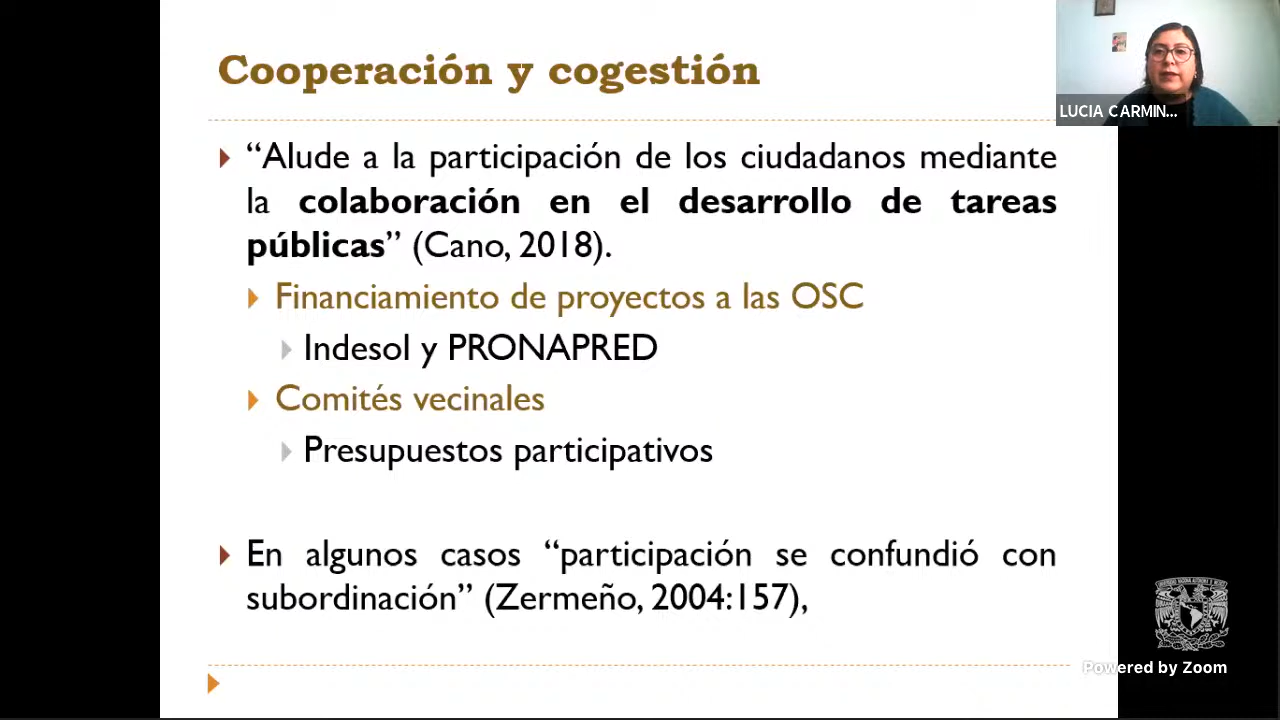 Cooperación y cogestión
LUCIA CARMIN...
“Alude a la participación de los ciudadanos mediante
la colaboración en el desarrollo de tareas
públicas” (Cano, 2018).
Financiamiento de proyectos a las OSC
Indesol y PRONAPRED
Comités vecinales
Presupuestos participativos
En algunos casos “participación se confundió con
subordinación” (Zermeño, 2004:157),
Powered by Zoom